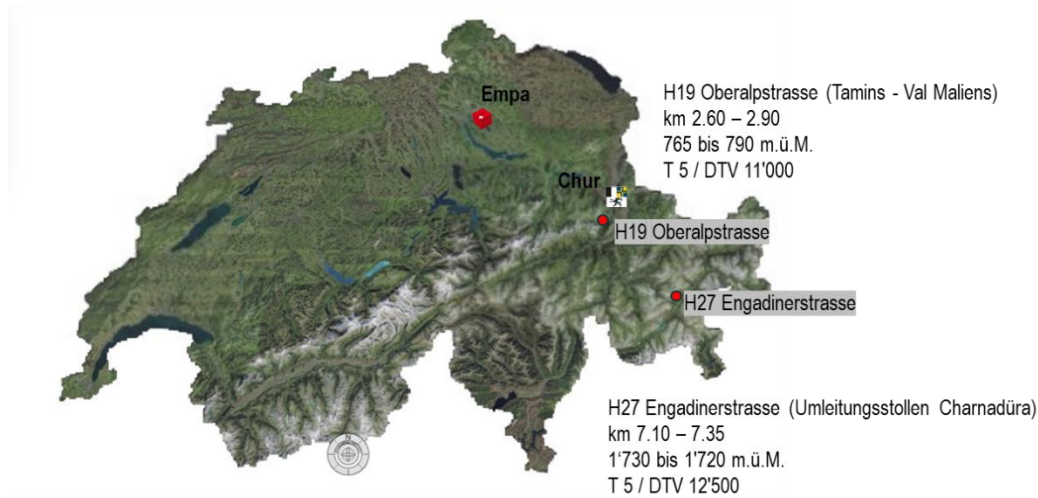 Empa
H19 Oberalpstrasse (Tamins - Val Maliens)
km 2.60 – 2.90
765 bis 790 m.ü.M.
T 5 / DTV 11'000
Chur
H19 Oberalpstrasse
H27 Engadinerstrasse
H27 Engadinerstrasse (Umleitungsstollen Charnadüra)
km 7.10 – 7.35
1‘730 bis 1'720 m.ü.M.
T 5 / DTV 12'500